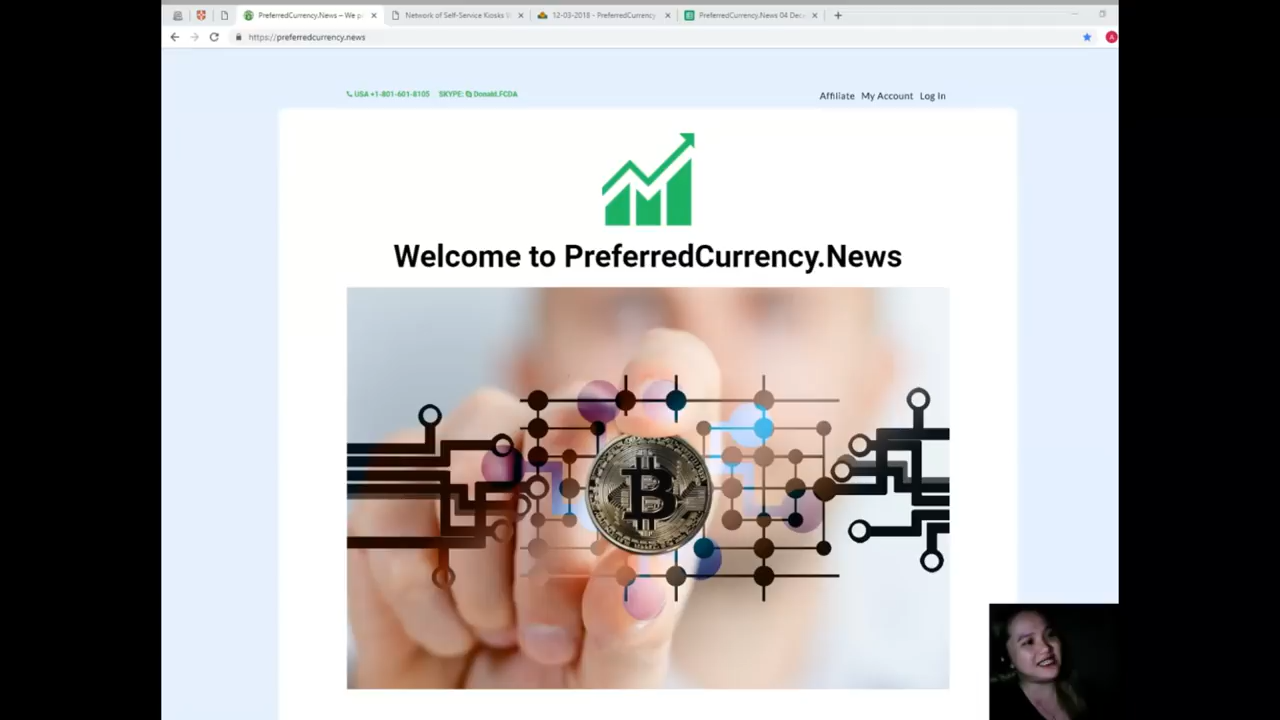 PreferredCurrency.News – We p
Network of Self-Service Kiosks
12-03-2018 - PreferredCurrency
PreferredCurrency.News 04 Dec
https://preferredcurrency.news
USA +1-801-601-8105 SKYPE: Donald.FCDA
Affiliate My Account Log In
Welcome to PreferredCurrency.News